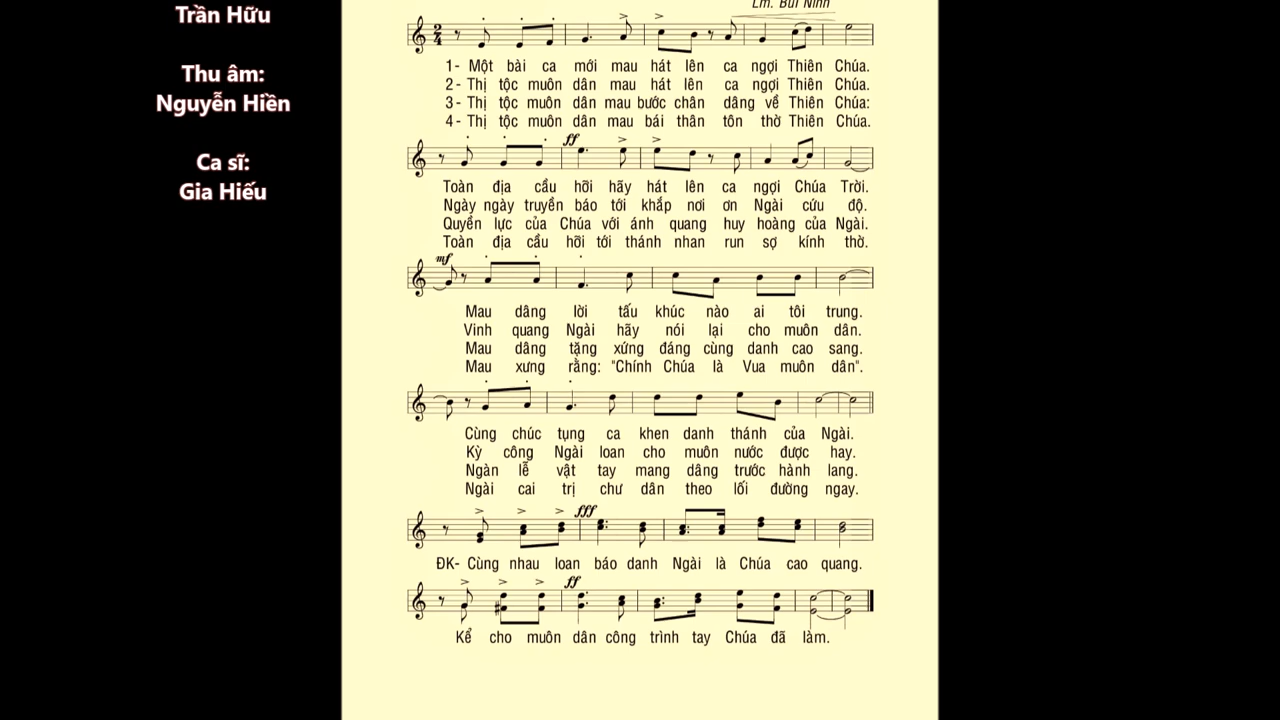 Trần Hữu
Thu âm:
Nguyễn Hiền
Ca sĩ:
Gia Hiếu
Lm. Bùi Ninh
2
4
1- Một bài ca mới mau hát lên ca ngợi Thiên Chúa.
2- Thị tộc muôn dân mau hát lên ca ngợi Thiên Chúa.
3- Thị tộc muôn dân mau bước chân dâng về Thiên Chúa:
4- Thị tộc muôn dân mau bái thân tôn thờ Thiên Chúa.
ff
Toàn địa cầu hỡi hãy hát lên ca ngợi Chúa Trời.
Ngày ngày truyền báo tới khắp nơi ơn Ngài cứu độ.
Quyền lực của Chúa với ánh quang huy hoàng của Ngài.
Toàn địa cầu hỡi tới thánh nhan run sợ kính thờ.
mf
Mau dâng lời tấu khúc nào ai tôi trung.
Vinh quang Ngài hãy nói lại cho muôn dân.
Mau dâng tặng xứng đáng cùng danh cao sang.
Mau xưng rằng: "Chính Chúa là Vua muôn dân".
Cùng chúc tụng ca khen danh thánh của Ngài.
Kỳ công Ngài loan cho muôn nước được hay.
Ngàn lễ vật tay mang dâng trước hành lang.
Ngài cai trị chư dân theo lối đường ngay.
fff
ĐK- Cùng nhau loan báo danh Ngài là Chúa cao quang.
ff
Kể cho muôn dân công trình tay Chúa đã làm.